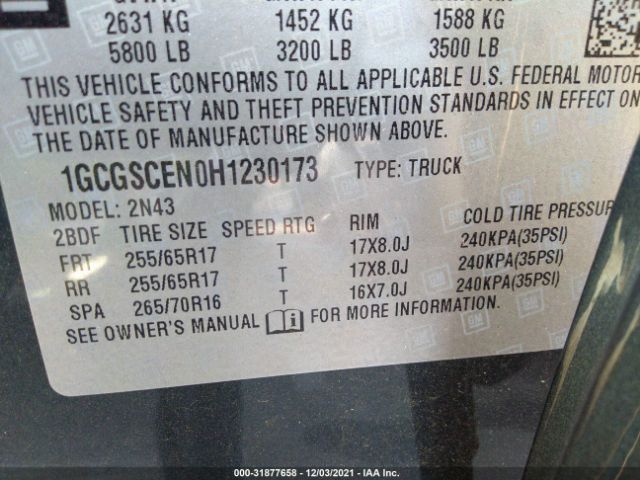 2631 KG 1452 KG 1588 KG
5800 LB 3200 LB 3500 LB
THIS VEHICLE CONFORMS TO ALL APPLICABLE U.S. FEDERAL MOTOR
VEHICLE SAFETY AND THEFT PREVENTION STANDARDS IN EFFECT ON
THE DATE OF MANUFACTURE SHOWN ABOVE.
1GCGSCEN0H1230173 TYPE: TRUCK
MODEL: 2N43
2BDF TIRE SIZE SPEED RTG RIM COLD TIRE PRESSUR
FRT 255/65R17 T 17X8.0J 240KPA(35PSI)
RR 255/65R17 T 17X8.0J 240KPA(35PSI)
SPA 265/70R16 T 16X7.0J 240KPA(35PSI)
SEE OWNER'S MANUAL FOR MORE INFORMATION.
000-31877658 - 12/03/2021 - IAA Inc.